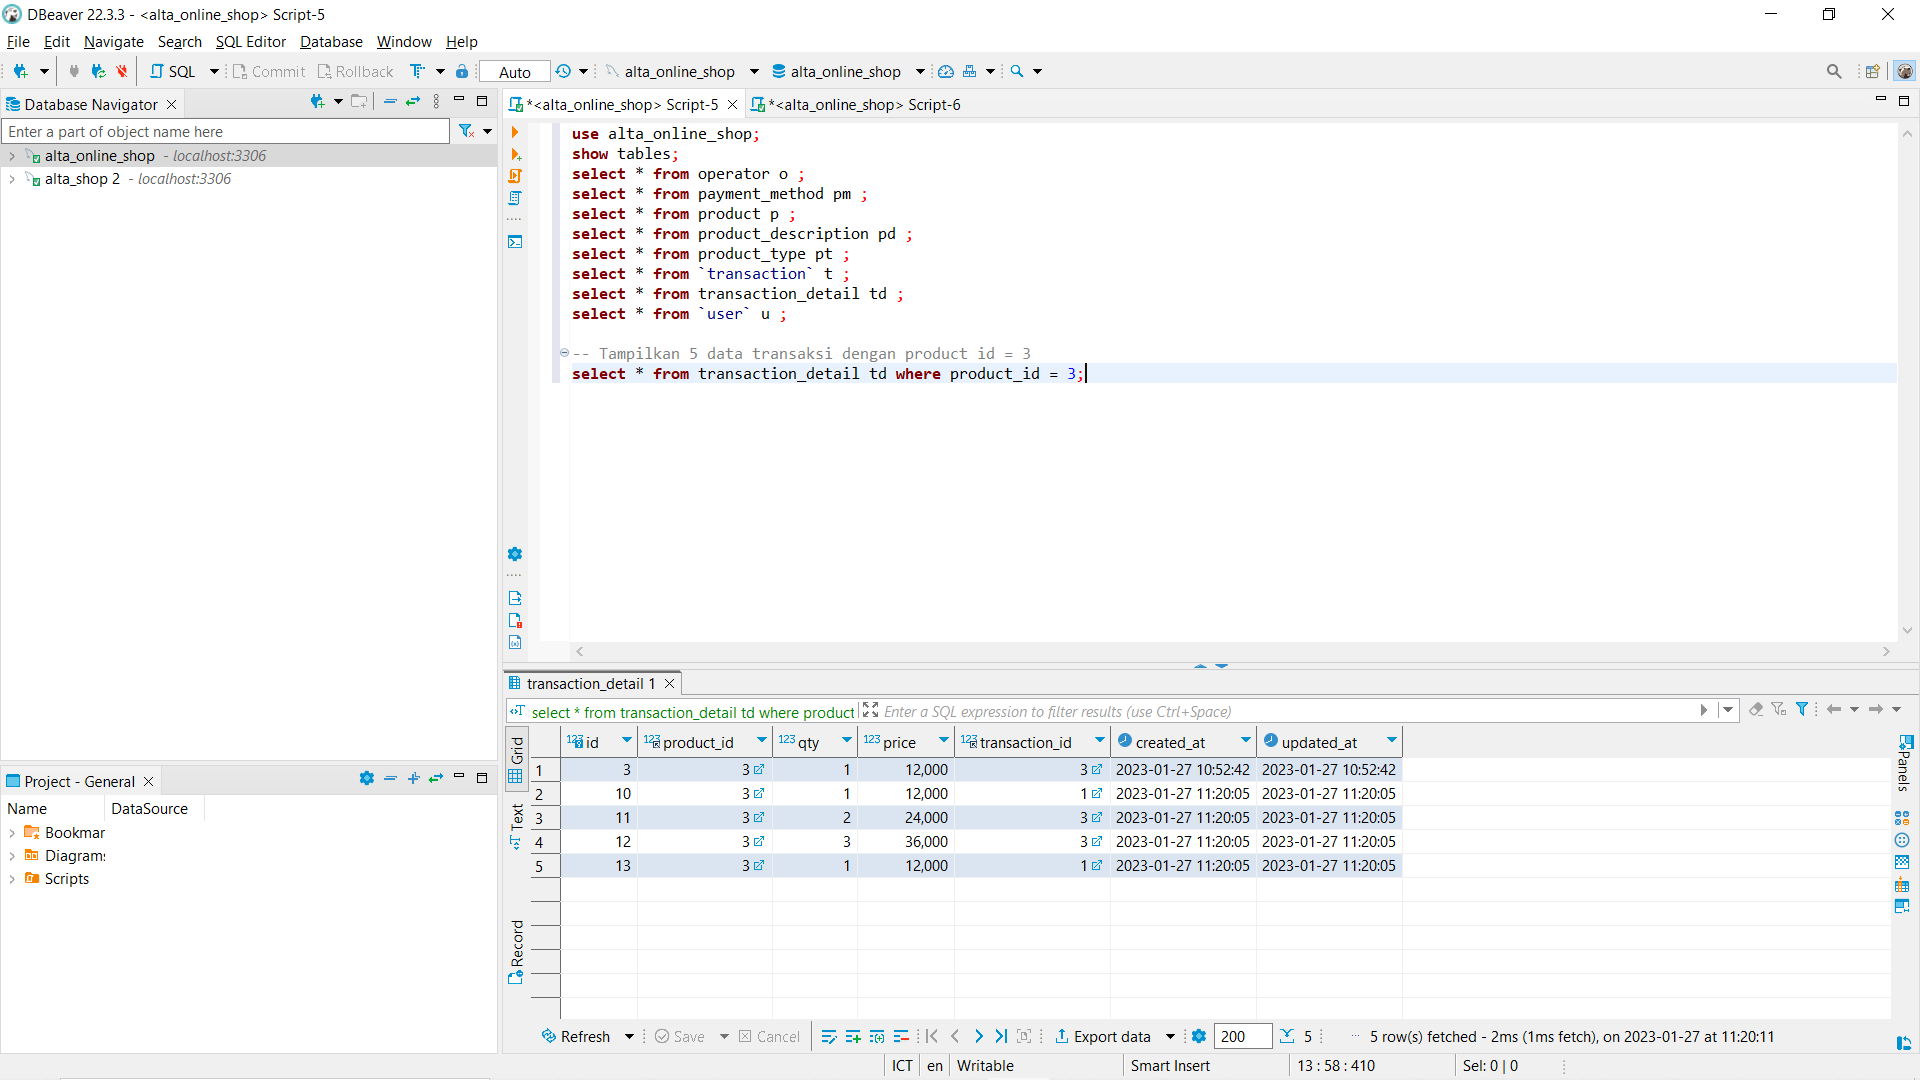 DBeaver 22.3.3 - <alta_online_shop> Script-5
File Edit Navigate Search SQL Editor Database Window Help
SQL Commit Rollback Auto alta_online_shop alta_online_shop
Database Navigator
Enter a part of object name here
alta_online_shop - localhost:3306
alta_shop 2 - localhost:3306
*<alta_online_shop> Script-5 *<alta_online_shop> Script-6
use alta_online_shop;
show tables;
select * from operator o ;
select * from payment_method pm ;
select * from product p ;
select * from product_description pd ;
select * from product_type pt ;
select * from `transaction` t ;
select * from transaction_detail td ;
select * from `user` u ;
-- Tampilkan 5 data transaksi dengan product id = 3
select * from transaction_detail td where product_id = 3;
Project - General
Name DataSource
Bookmar
Diagrams
Scripts
transaction_detail 1
select * from transaction_detail td where product Enter a SQL expression to filter results (use Ctrl+Space)
Grid
Text
Record
Panels
123 id 123 product_id 123 qty 123 price 123 transaction_id created_at updated_at
1 3 3 1 12,000 3 2023-01-27 10:52:42 2023-01-27 10:52:42
2 10 3 1 12,000 1 2023-01-27 11:20:05 2023-01-27 11:20:05
3 11 3 2 24,000 3 2023-01-27 11:20:05 2023-01-27 11:20:05
4 12 3 3 36,000 3 2023-01-27 11:20:05 2023-01-27 11:20:05
5 13 3 1 12,000 1 2023-01-27 11:20:05 2023-01-27 11:20:05
Refresh Save Cancel Export data 200 5 5 row(s) fetched - 2ms (1ms fetch), on 2023-01-27 at 11:20:11
ICT en Writable Smart Insert 13 : 58 : 410 Sel: 0 | 0